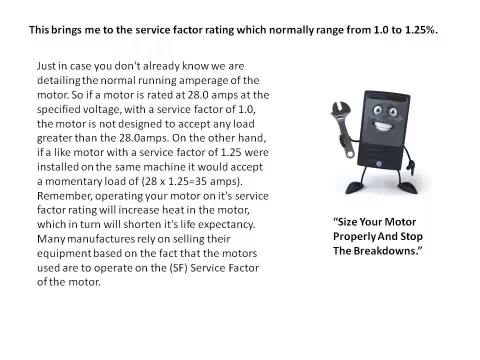 This brings me to the service factor rating which normally range from 1.0 to 1.25%.
Just in case you don't already know we are
detailing the normal running amperage of the
motor. So if a motor is rated at 28.0 amps at the
specified voltage, with a service factor of 1.0,
the motor is not designed to accept any load
greater than the 28.0amps. On the other hand,
if a like motor with a service factor of 1.25 were
installed on the same machine it would accept
a momentary load of (28 x 1.25=35 amps).
Remember, operating your motor on it's service
factor rating will increase heat in the motor,
which in turn will shorten it's life expectancy.
Many manufactures rely on selling their
equipment based on the fact that the motors
used are to operate on the (SF) Service Factor
of the motor.
“Size Your Motor
Properly And Stop
The Breakdowns.”